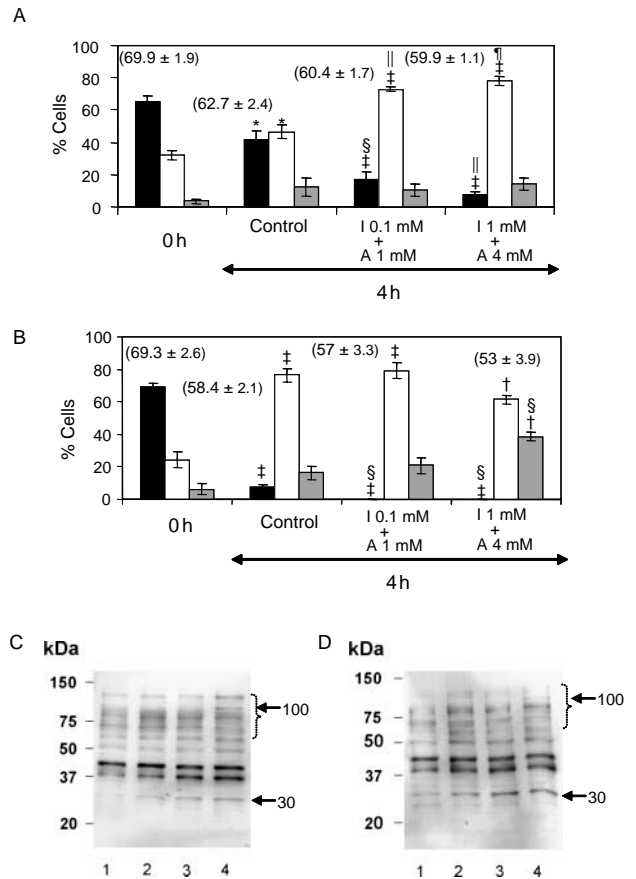 A
100
80
60
40
20
0
% Cells
(69.9 ± 1.9)
(62.7 ± 2.4)
(60.4 ± 1.7)
(59.9 ± 1.1)
* *
§
‡
||
‡
||
‡
¶
‡
0h
Control
I 0.1 mM
+
A 1 mM
I 1 mM
+
A 4 mM
4h
B
100
80
60
40
20
0
% Cells
(69.3 ± 2.6)
(58.4 ± 2.1)
(57 ± 3.3)
(53 ± 3.9)
‡
‡
§
‡
‡
§
‡
†
§
†
0h
Control
I 0.1 mM
+
A 1 mM
I 1 mM
+
A 4 mM
4h
C
kDa
150
75
50
37
20
100
30
1 2 3 4
D
kDa
150
75
50
37
20
100
30
1 2 3 4